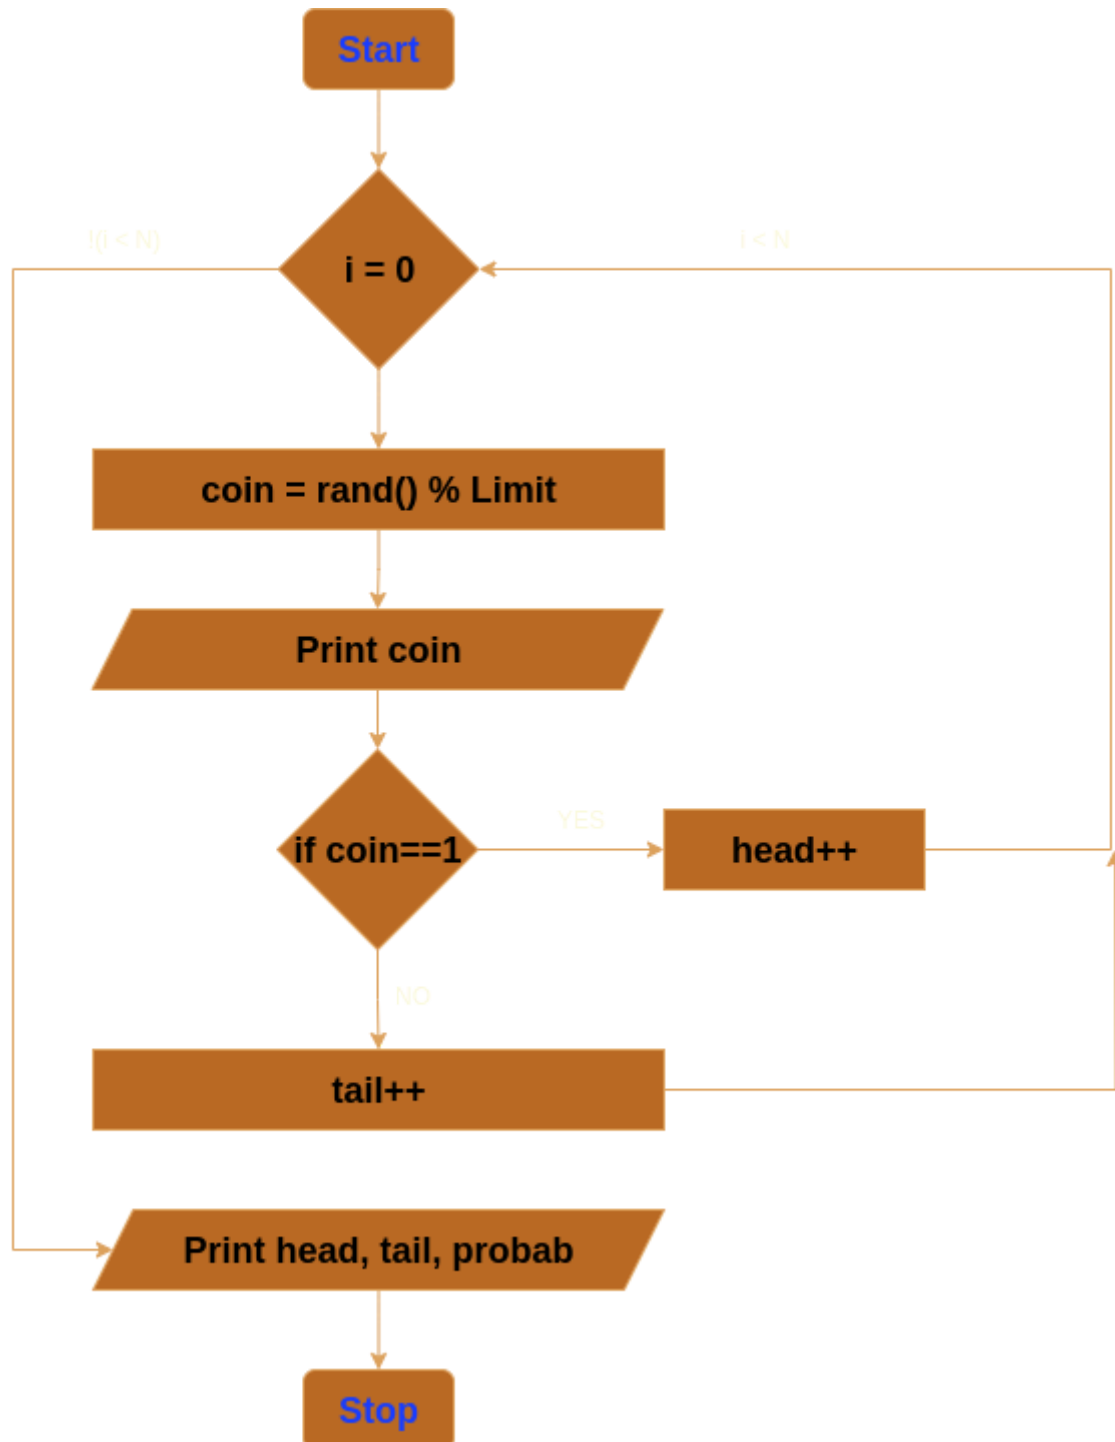 Start
!(i < N)
i < N
i = 0
coin = rand() % Limit
Print coin
if coin==1
YES
head++
NO
tail++
Print head, tail, probab
Stop